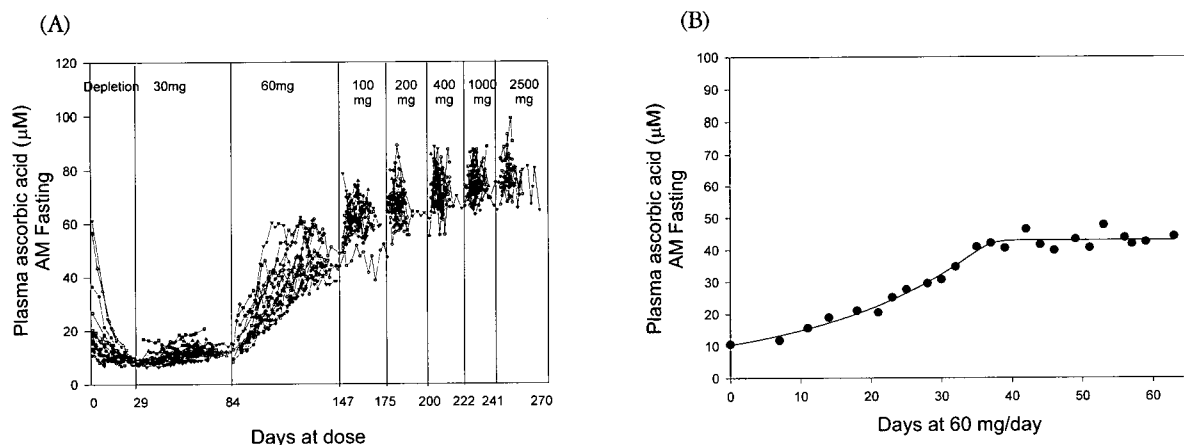 (A)
Plasma ascorbic acid (μM)
AM Fasting
120
100
80
60
40
20
0
Depletion 30mg 60mg 100 mg 200 mg 400 mg 1000 mg 2500 mg
0 29 84 147 175 200 222 241 270
Days at dose
(B)
Plasma ascorbic acid (μM)
AM Fasting
100
90
80
70
60
50
40
30
20
10
0
0 10 20 30 40 50 60
Days at 60 mg/day